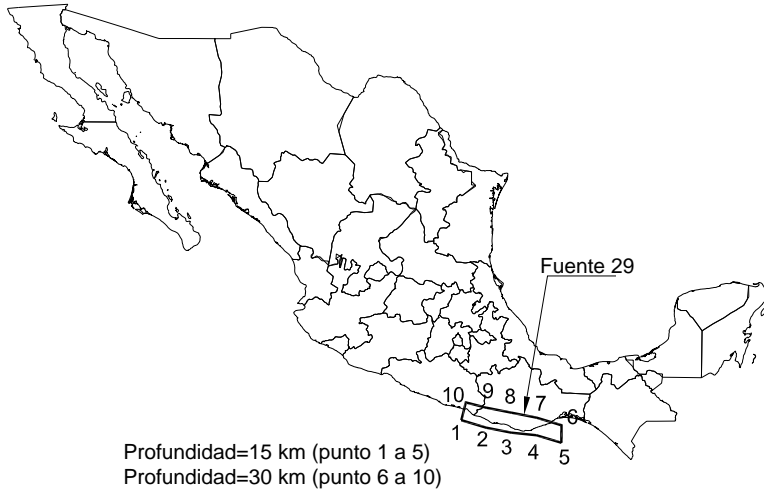 Fuente 29
10 9 8 7 6
1 2 3 4 5
Profundidad=15 km (punto 1 a 5)
Profundidad=30 km (punto 6 a 10)